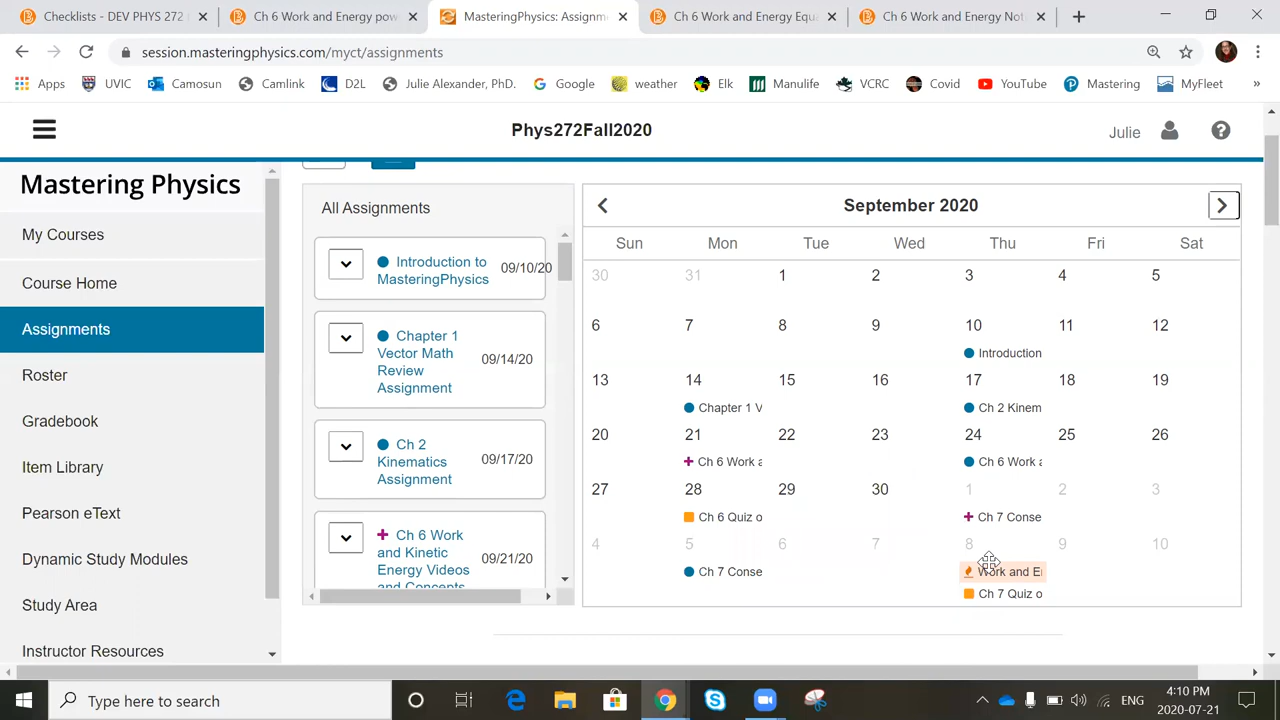 Checklists - DEV PHYS 272
Ch 6 Work and Energy pow
MasteringPhysics: Assignm
Ch 6 Work and Energy Equa
Ch 6 Work and Energy Not
session.masteringphysics.com/myct/assignments
Apps UVIC Camosun Camlink D2L Julie Alexander, PhD. Google weather Elk Manulife VCRC Covid YouTube Mastering MyFleet »
Phys272Fall2020
Julie
Mastering Physics
My Courses
Course Home
Assignments
Roster
Gradebook
Item Library
Pearson eText
Dynamic Study Modules
Study Area
Instructor Resources
All Assignments
Introduction to
MasteringPhysics
09/10/20
Chapter 1
Vector Math
Review
Assignment
09/14/20
Ch 2
Kinematics
Assignment
09/17/20
Ch 6 Work
and Kinetic
Energy Videos
and Concepts
09/21/20
September 2020
Sun Mon Tue Wed Thu Fri Sat
30 31 1 2 3 4 5
6 7 8 9 10 11 12
Introduction
13 14 15 16 17 18 19
Chapter 1 V Ch 2 Kinem
20 21 22 23 24 25 26
Ch 6 Work a Ch 6 Work a
27 28 29 30 1 2 3
Ch 6 Quiz o Ch 7 Conse
4 5 6 7 8 9 10
Ch 7 Conse Work and E
Ch 7 Quiz o
Type here to search
ENG
4:10 PM
2020-07-21